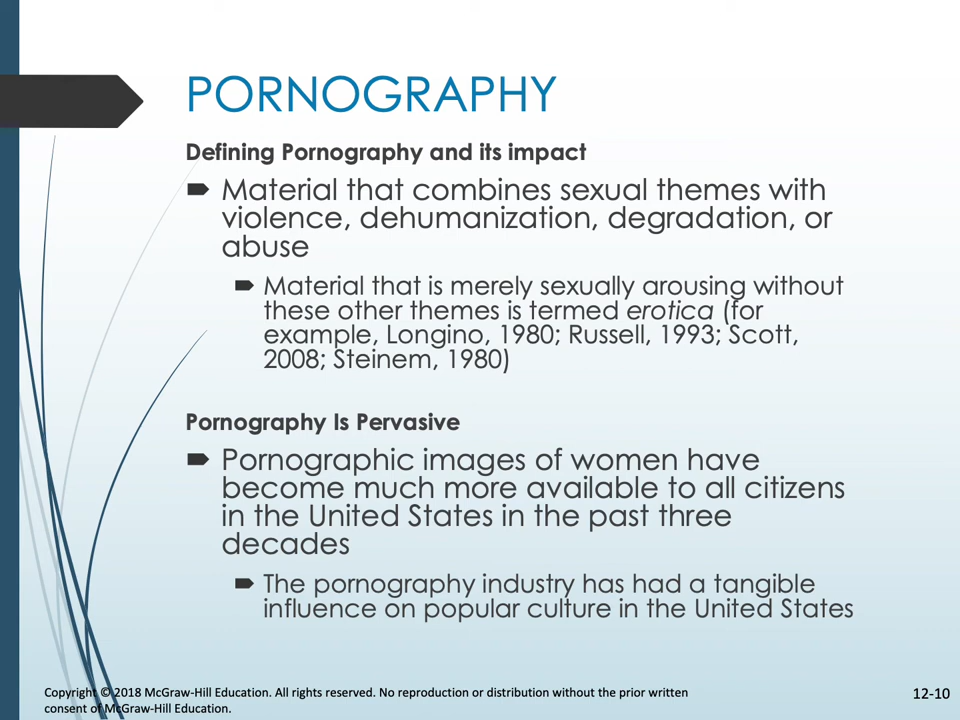 PORNOGRAPHY
Defining Pornography and its impact
Material that combines sexual themes with
violence, dehumanization, degradation, or
abuse
Material that is merely sexually arousing without
these other themes is termed erotica (for
example, Longino, 1980; Russell, 1993; Scott,
2008; Steinem, 1980)
Pornography Is Pervasive
Pornographic images of women have
become much more available to all citizens
in the United States in the past three
decades
The pornography industry has had a tangible
influence on popular culture in the United States
Copyright © 2018 McGraw-Hill Education. All rights reserved. No reproduction or distribution without the prior written
consent of McGraw-Hill Education.
12-10